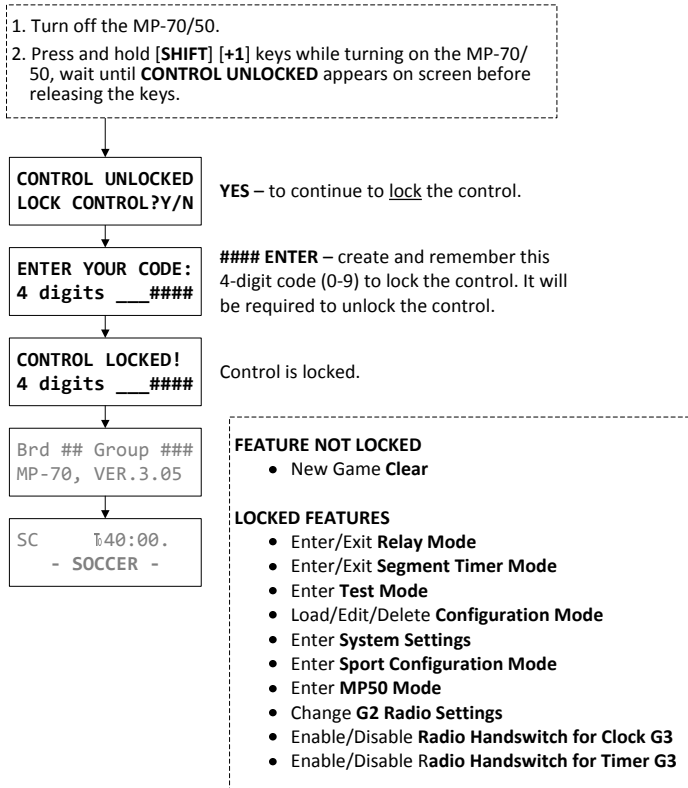 1. Turn off the MP-70/50.
2. Press and hold [SHIFT] [+1] keys while turning on the MP-70/
50, wait until CONTROL UNLOCKED appears on screen before
releasing the keys.
CONTROL UNLOCKED
LOCK CONTROL?Y/N
YES – to continue to lock the control.
ENTER YOUR CODE:
4 digits ___####
#### ENTER – create and remember this
4-digit code (0-9) to lock the control. It will
be required to unlock the control.
CONTROL LOCKED!
4 digits ___####
Control is locked.
Brd ## Group ###
MP-70, VER.3.05
SC 40:00.
- SOCCER -
FEATURE NOT LOCKED
• New Game Clear
LOCKED FEATURES
• Enter/Exit Relay Mode
• Enter/Exit Segment Timer Mode
• Enter Test Mode
• Load/Edit/Delete Configuration Mode
• Enter System Settings
• Enter Sport Configuration Mode
• Enter MP50 Mode
• Change G2 Radio Settings
• Enable/Disable Radio Handswitch for Clock G3
• Enable/Disable Radio Handswitch for Timer G3